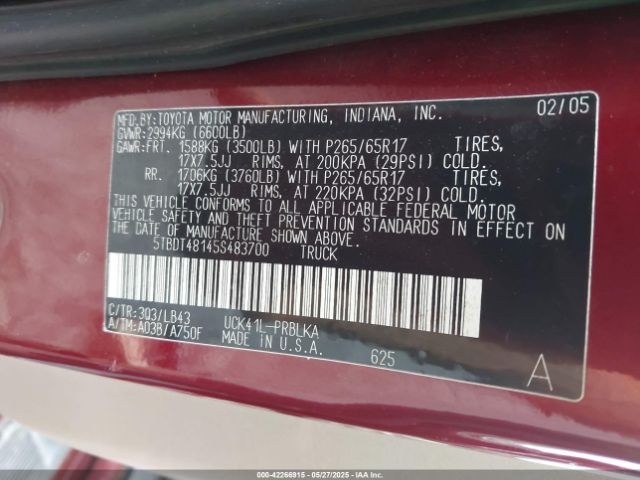 MFD.BY:TOYOTA MOTOR MANUFACTURING, INDIANA, INC. 02/05
GVWR:2994KG (6600LB)
GAWR:FRT. 1588KG (3500LB) WITH P265/65R17 TIRES,
17X7.5JJ RIMS, AT 200KPA (29PSI) COLD.
RR. 1706KG (3760LB) WITH P265/65R17 TIRES,
17X7.5JJ RIMS, AT 220KPA (32PSI) COLD.
THIS VEHICLE CONFORMS TO ALL APPLICABLE FEDERAL MOTOR
VEHICLE SAFETY AND THEFT PREVENTION STANDARDS IN EFFECT ON
THE DATE OF MANUFACTURE SHOWN ABOVE.
5TBDT48145S483700 TRUCK
C/TR:3Q3/LB43 UCK41L-PRBLKA
A/TM:A03B/A750F MADE IN U.S.A. 625 A
000-42266915 05/27/2025 IAAI.COM